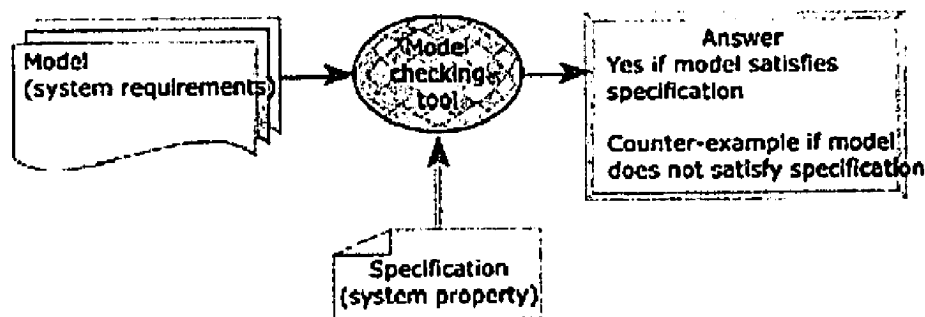 Model
(system requirements)
Model
checking
tool
Answer
Yes if model satisfies
specification
Counter-example if model
does not satisfy specification
Specification
(system property)